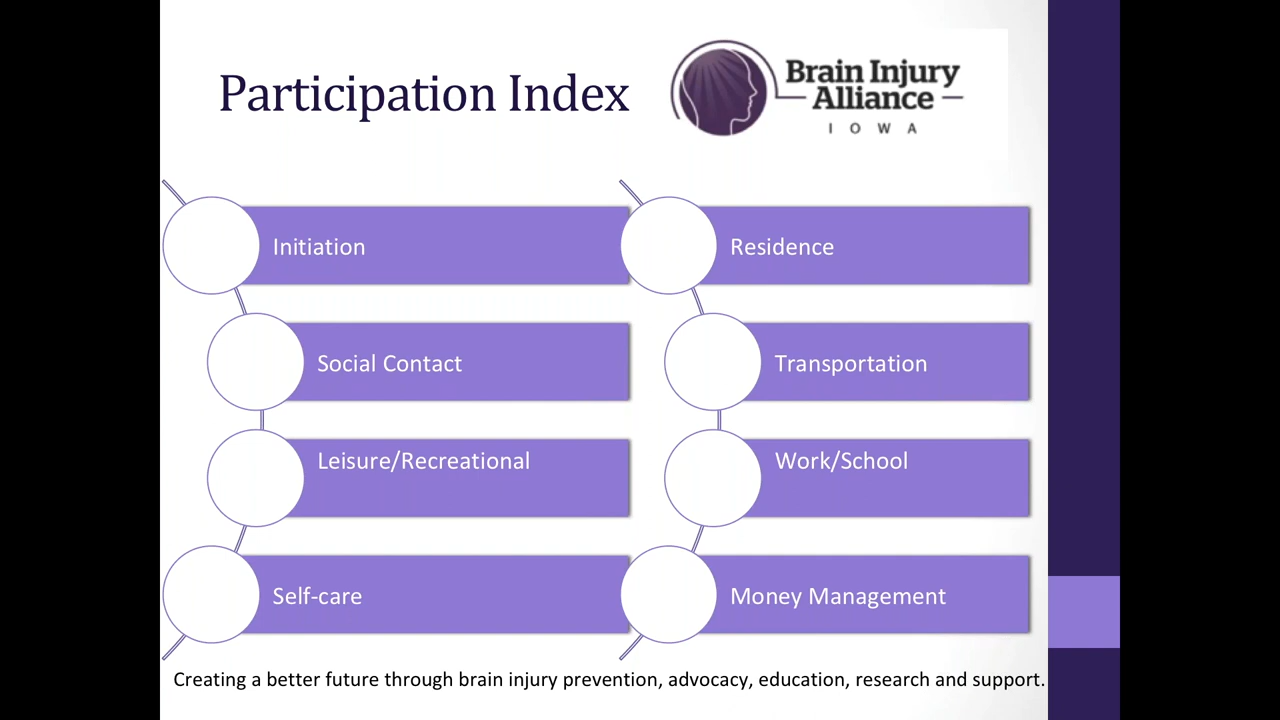 Participation Index
Brain Injury
Alliance
IOWA
Initiation
Social Contact
Leisure/Recreational
Self-care
Residence
Transportation
Work/School
Money Management
Creating a better future through brain injury prevention, advocacy, education, research and support.